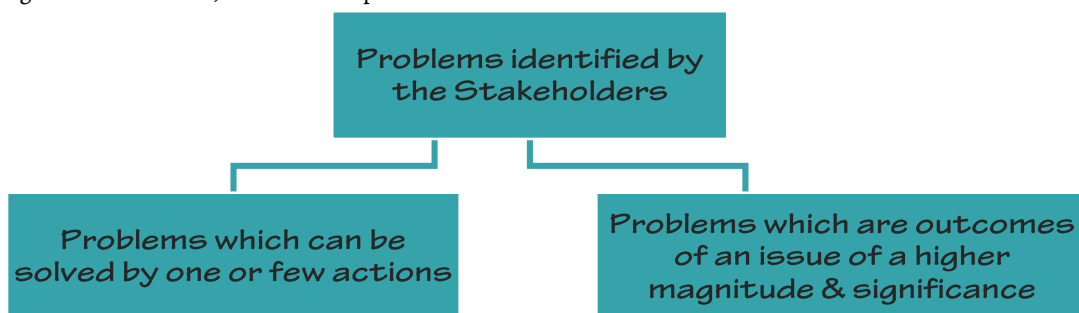 Problems identified by
the Stakeholders
Problems which can be
solved by one or few actions
Problems which are outcomes
of an issue of a higher
magnitude & significance